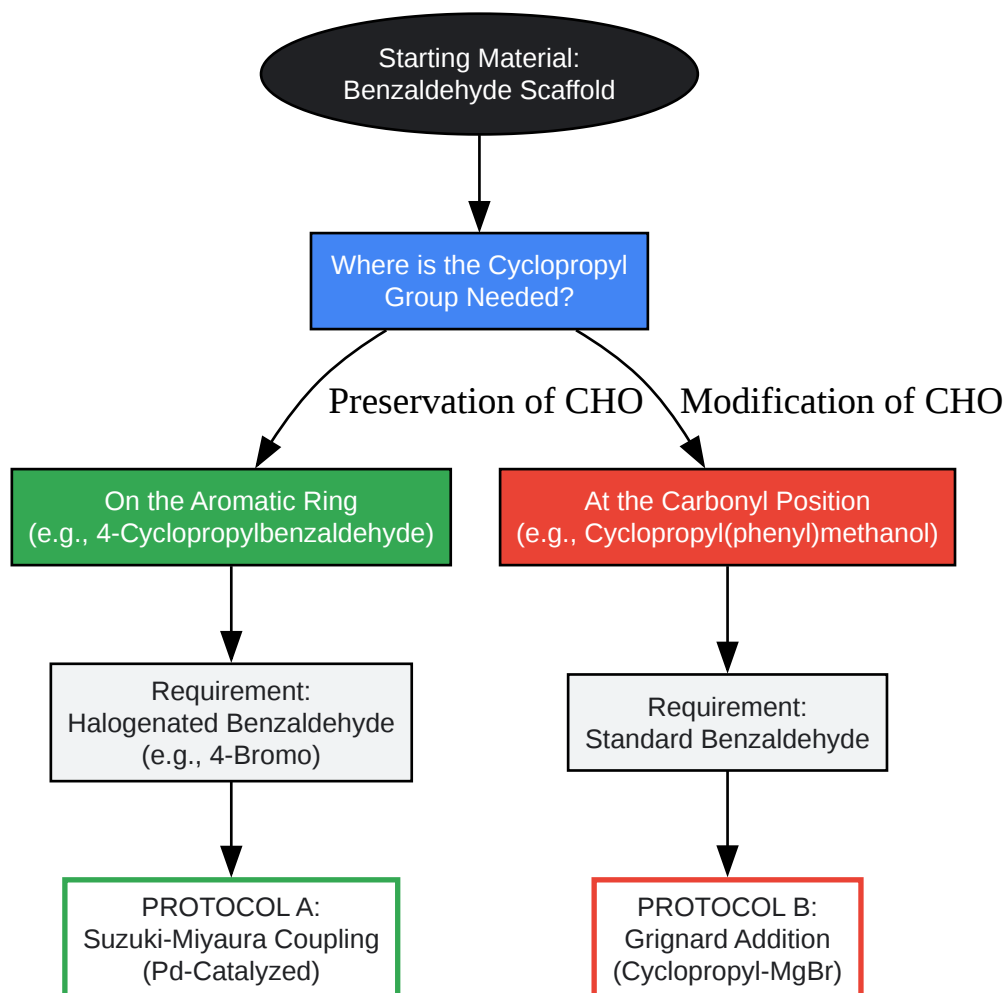 Starting Material:
Benzaldehyde Scaffold
Where is the Cyclopropyl
Group Needed?
Preservation of CHO
Modification of CHO
On the Aromatic Ring
(e.g., 4-Cyclopropylbenzaldehyde)
At the Carbonyl Position
(e.g., Cyclopropyl(phenyl)methanol)
Requirement:
Halogenated Benzaldehyde
(e.g., 4-Bromo)
Requirement:
Standard Benzaldehyde
PROTOCOL A:
Suzuki-Miyaura Coupling
(Pd-Catalyzed)
PROTOCOL B:
Grignard Addition
(Cyclopropyl-MgBr)